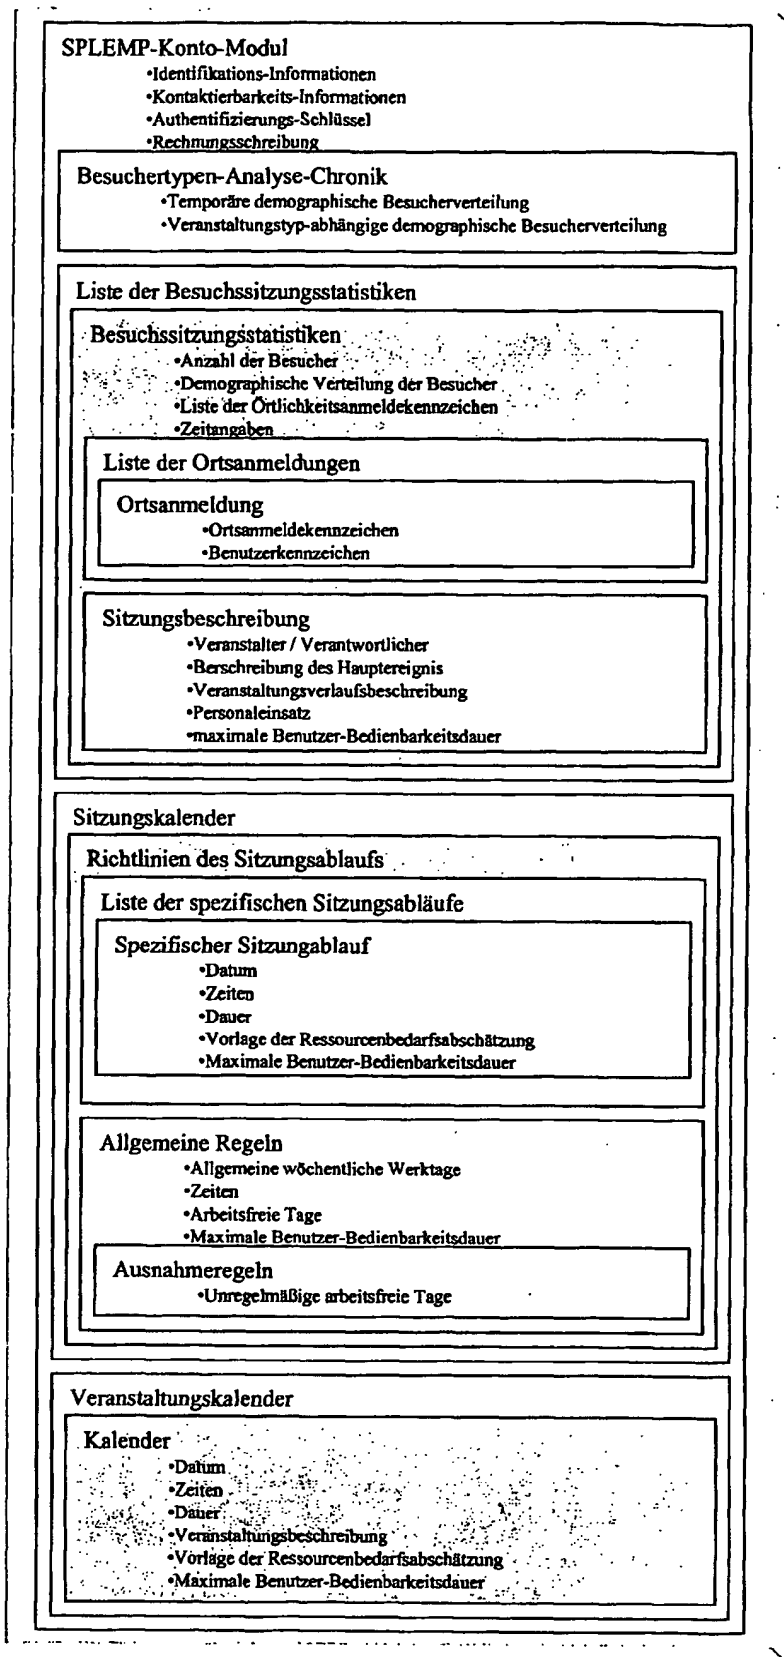 SPLEMP-Konto-Modul
•Identifikations-Informationen
•Kontaktierbarkeits-Informationen
•Authentifizierungs-Schlüssel
•Rechnungsschreibung
Besuchertypen-Analyse-Chronik
•Temporäre demographische Besucherverteilung
•Veranstaltungstyp-abhängige demographische Besucherverteilung
Liste der Besuchssitzungsstatistiken
Besuchssitzungsstatistiken
•Anzahl der Besucher
•Demographische Verteilung der Besucher
•Liste der Örtlichkeitsanmeldekennzeichen
•Zeitangaben
Liste der Ortsanmeldungen
Ortsanmeldung
•Ortsanmeldekennzeichen
•Benutzerkennzeichen
Sitzungsbeschreibung
•Veranstalter / Verantwortlicher
•Berschreibung des Hauptereignis
•Veranstaltungsverlaufsbeschreibung
•Personaleinsatz
•maximale Benutzer-Bedienbarkeitsdauer
Sitzungskalender
Richtlinien des Sitzungsablaufs
Liste der spezifischen Sitzungsabläufe
Spezifischer Sitzungablauf
•Datum
•Zeiten
•Dauer
•Vorlage der Ressourcenbedarfsabschätzung
•Maximale Benutzer-Bedienbarkeitsdauer
Allgemeine Regeln
•Allgemeine wöchentliche Werktage
•Zeiten
•Arbeitsfreie Tage
•Maximale Benutzer-Bedienbarkeitsdauer
Ausnahmeregeln
•Unregelmäßige arbeitsfreie Tage
Veranstaltungskalender
Kalender
•Datum
•Zeiten
•Dauer
•Veranstaltungsbeschreibung
•Vorlage der Ressourcenbedarfsabschätzung
•Maximale Benutzer-Bedienbarkeitsdauer